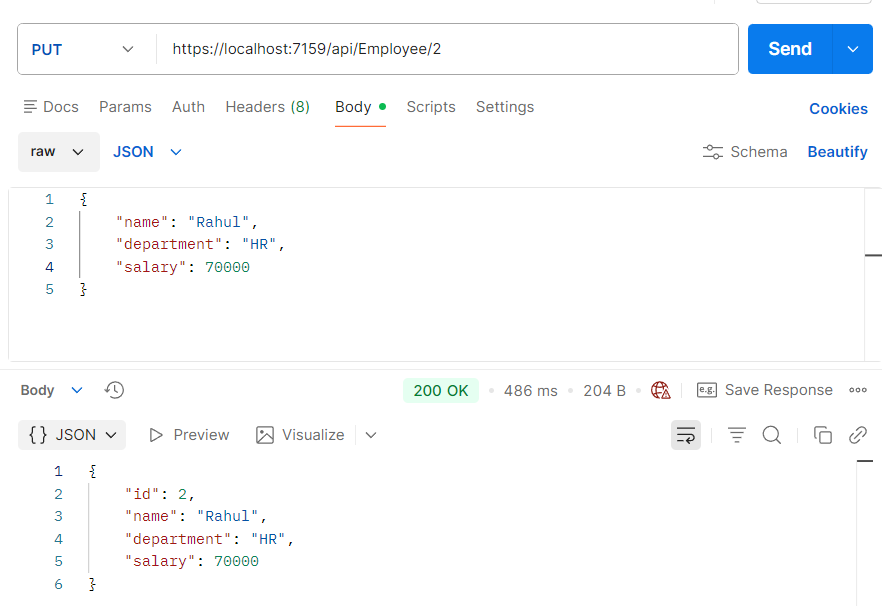 PUT https://localhost:7159/api/Employee/2 Send
Docs Params Auth Headers (8) Body Scripts Settings Cookies
raw JSON Schema Beautify
1 {
2 "name": "Rahul",
3 "department": "HR",
4 "salary": 70000
5 }
Body 200 OK 486 ms 204 B e.g. Save Response
{} JSON Preview Visualize
1 {
2 "id": 2,
3 "name": "Rahul",
4 "department": "HR",
5 "salary": 70000
6 }